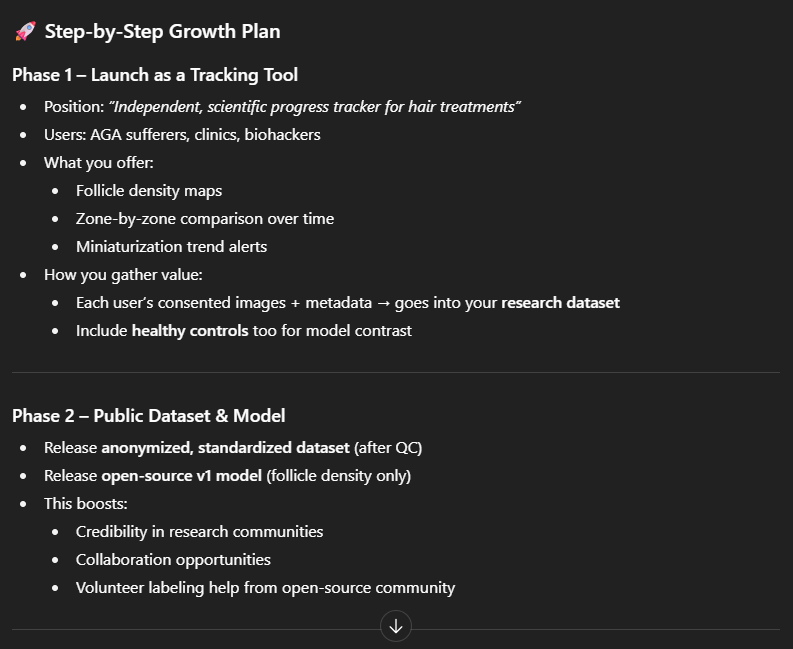 🚀 Step-by-Step Growth Plan
Phase 1 – Launch as a Tracking Tool
• Position: “Independent, scientific progress tracker for hair treatments”
• Users: AGA sufferers, clinics, biohackers
• What you offer:
• Follicle density maps
• Zone-by-zone comparison over time
• Miniaturization trend alerts
• How you gather value:
• Each user’s consented images + metadata → goes into your research dataset
• Include healthy controls too for model contrast
Phase 2 – Public Dataset & Model
• Release anonymized, standardized dataset (after QC)
• Release open-source v1 model (follicle density only)
• This boosts:
• Credibility in research communities
• Collaboration opportunities
• Volunteer labeling help from open-source community